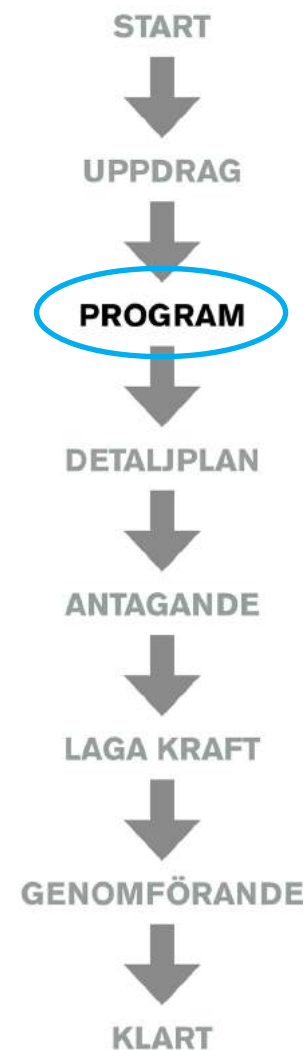 START
UPPDRAG
PROGRAM
DETALJPLAN
ANTAGANDE
LAGA KRAFT
GENOMFÖRANDE
KLART